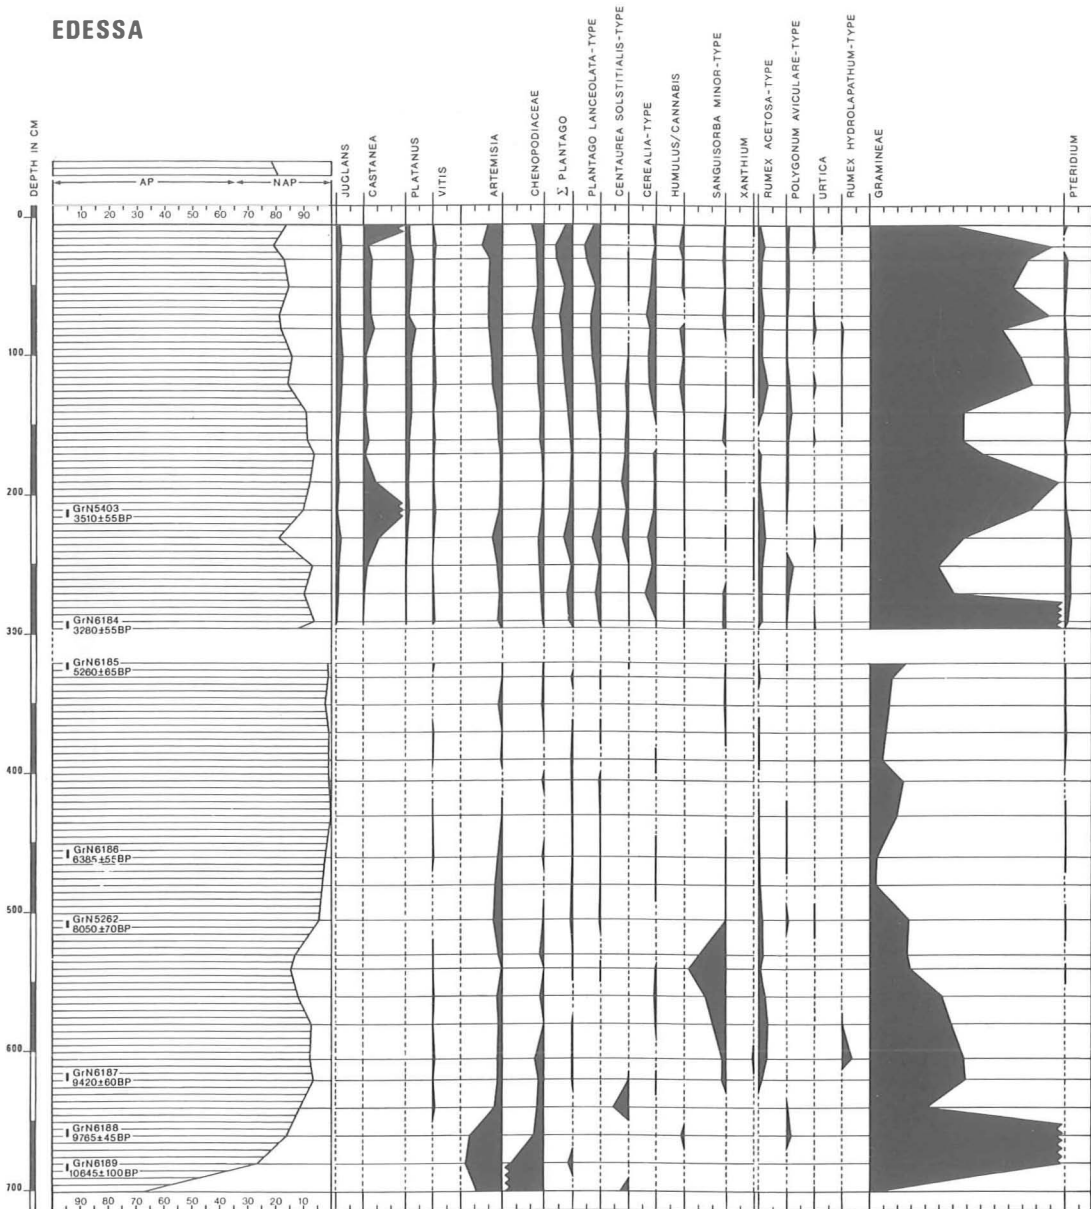 EDESSA
DEPTH IN CM
AP
NAP
10 20 30 40 50 60 70 80 90
JUGLANS
CASTANEA
PLATANUS
VITIS
ARTEMISIA
CHENOPODIACEAE
Σ PLANTAGO
PLANTAGO LANCEOLATA-TYPE
CENTAUREA SOLSTITIALIS-TYPE
CEREALIA-TYPE
HUMULUS/CANNABIS
SANGUISORBA MINOR-TYPE
XANTHIUM
RUMEX ACETOSA-TYPE
POLYGONUM AVICULARE-TYPE
URTICA
RUMEX HYDROLAPATHUM-TYPE
GRAMINEAE
PTERIDIUM
0
100
200
GrN5403
3510±55BP
GrN6184
3280±55BP
300
GrN6185
5260±65BP
400
GrN6186
6385±55BP
500
GrN5262
8050±70BP
600
GrN6187
9420±60BP
GrN6188
9765±45BP
GrN6189
10645±100BP
700
90 80 70 60 50 40 30 20 10